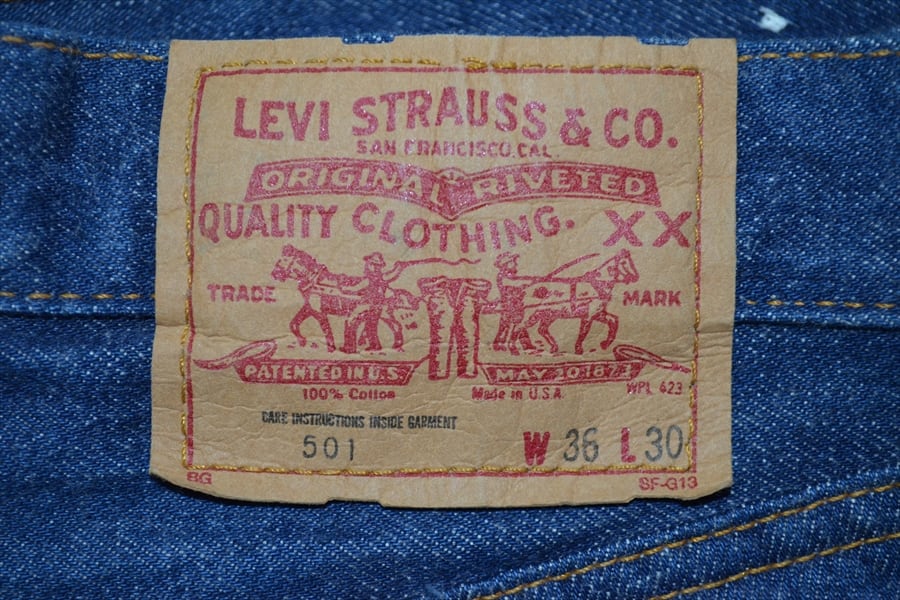 LEVI STRAUSS & CO.
SAN FRANCISCO, CAL.
ORIGINAL RIVETED
QUALITY CLOTHING. XX
TRADE MARK
PATENTED IN U.S. MAY 20.1873
100% Cotton Made in U.S.A. WPL 423
CARE INSTRUCTIONS INSIDE GARMENT
501 W 36 L 30
BG SF-G13